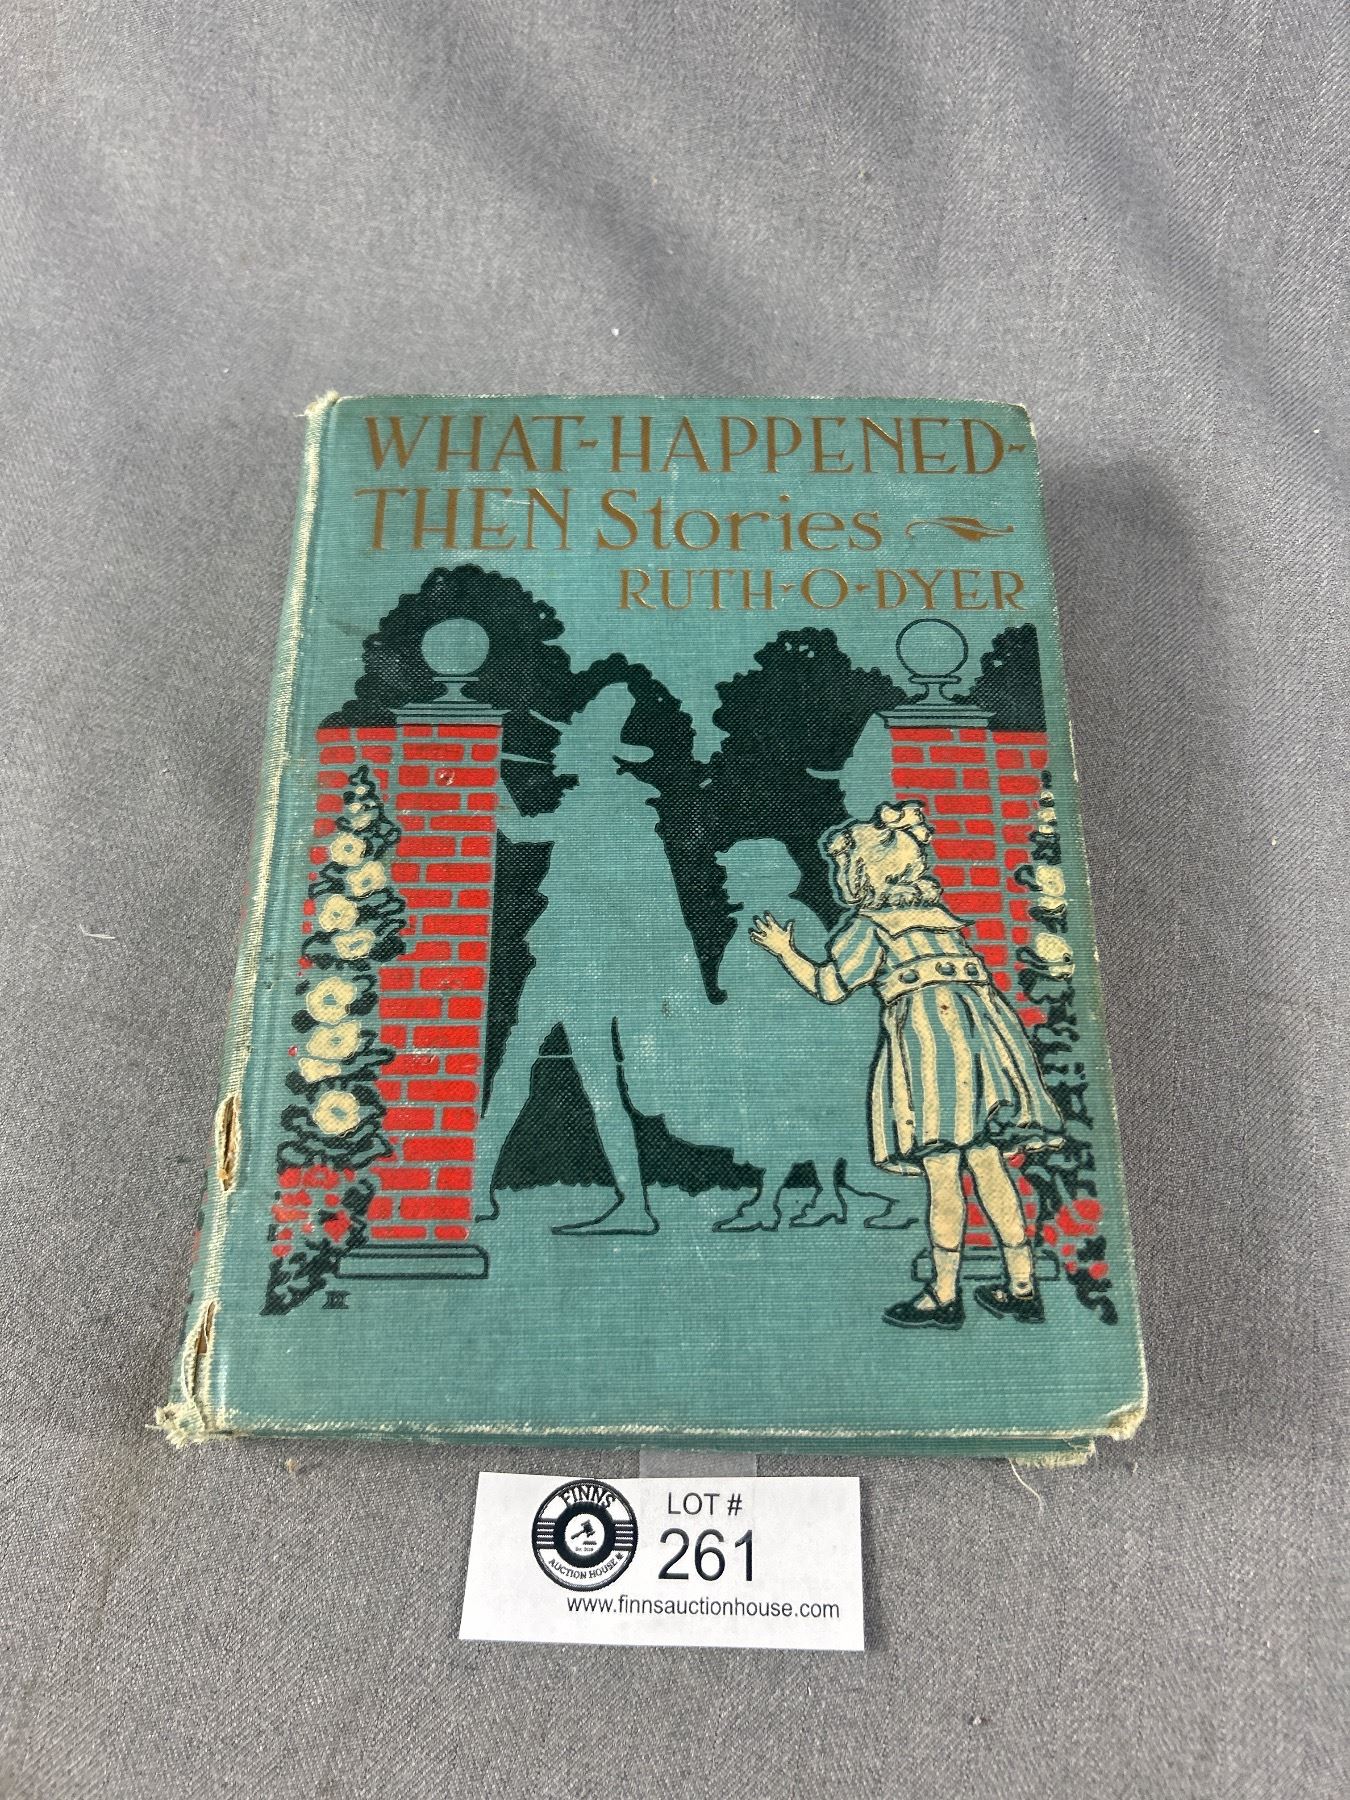 WHAT-HAPPENED-
THEN Stories
RUTH-O-DYER
FINNS
AUCTION HOUSE
LOT #
261
www.finnsauctionhouse.com